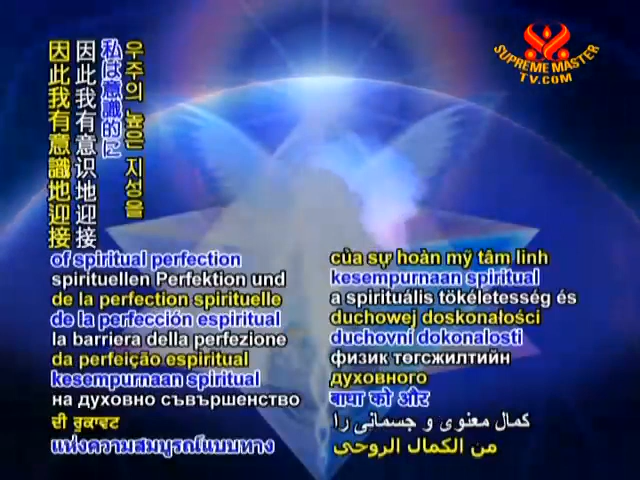 SUPREME MASTER
TV.COM
因此我有意識地迎接
因此我有意识地迎接
私は意識的に
우주의 높은 지성을
of spiritual perfection
spirituellen Perfektion und
de la perfection spirituelle
de la perfección espiritual
la barriera della perfezione
da perfeição espiritual
kesempurnaan spiritual
на духовно съвършенство
ਦੀ ਰੁਕਾਵਟ
แห่งความสมบูรณ์แบบทาง
của sự hoàn mỹ tâm linh
kesempurnaan spiritual
a spirituális tökéletesség és
duchowej doskonałości
duchovní dokonalosti
физик төгсжилтийн
духовного
बाधा को और
کمال معنوی و جسمانی را
من الكمال الروحى